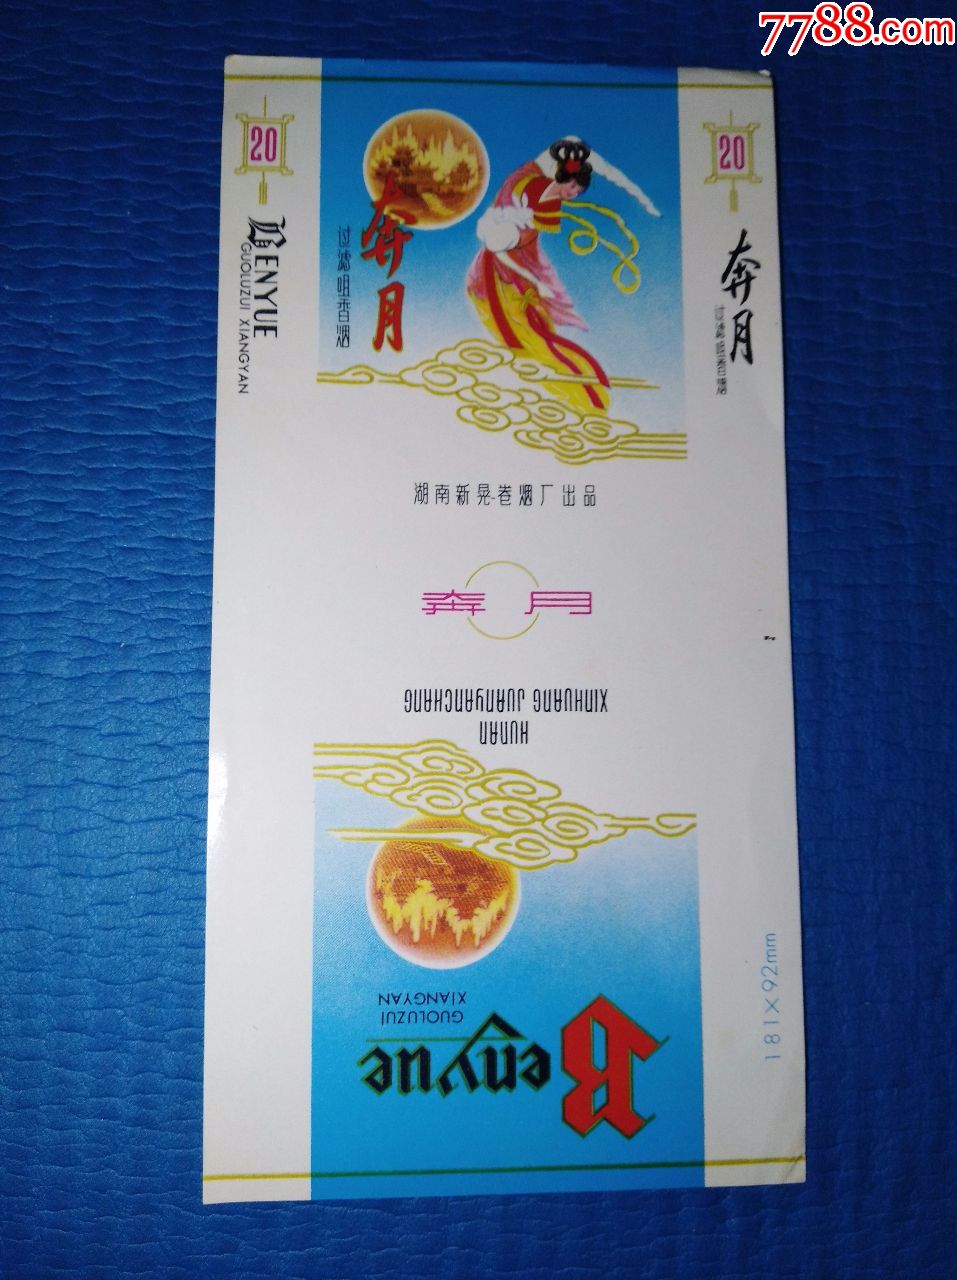 7788.com
20
BENYUE
GUOLUZUI XIANGYAN
奔月
过滤咀香烟
20
奔月
过滤咀香烟
湖南新晃卷烟厂出品
奔月
HUNAN
XINHUANG JUANYANCHANG
Benyue
GUOLUZUI
XIANGYAN
181×92mm